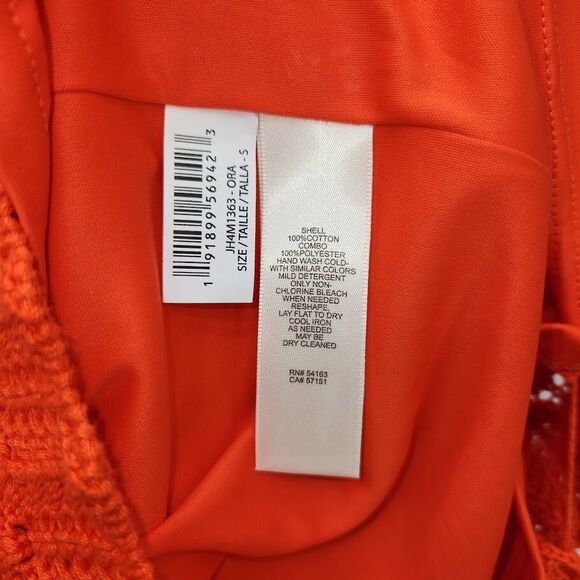 1 91899 56942 3
JH4M1363 - ORA
SIZE / TAILLE / TALLA - S
SHELL
100%COTTON
COMBO
100%POLYESTER
HAND WASH COLD-
WITH SIMILAR COLORS
MILD DETERGENT
ONLY NON-
CHLORINE BLEACH
WHEN NEEDED
RESHAPE,
LAY FLAT TO DRY
COOL IRON
AS NEEDED
MAY BE
DRY CLEANED
RN# 54163
CA# 57151